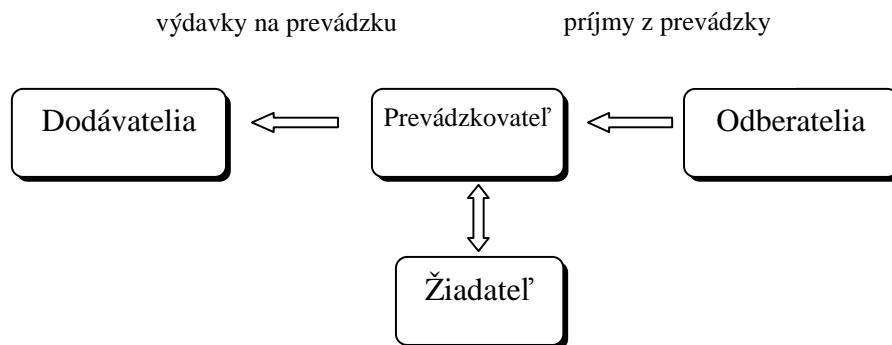 výdavky na prevádzku
príjmy z prevádzky
Dodávatelia
Prevádzkovateľ
Odberatelia
Žiadateľ